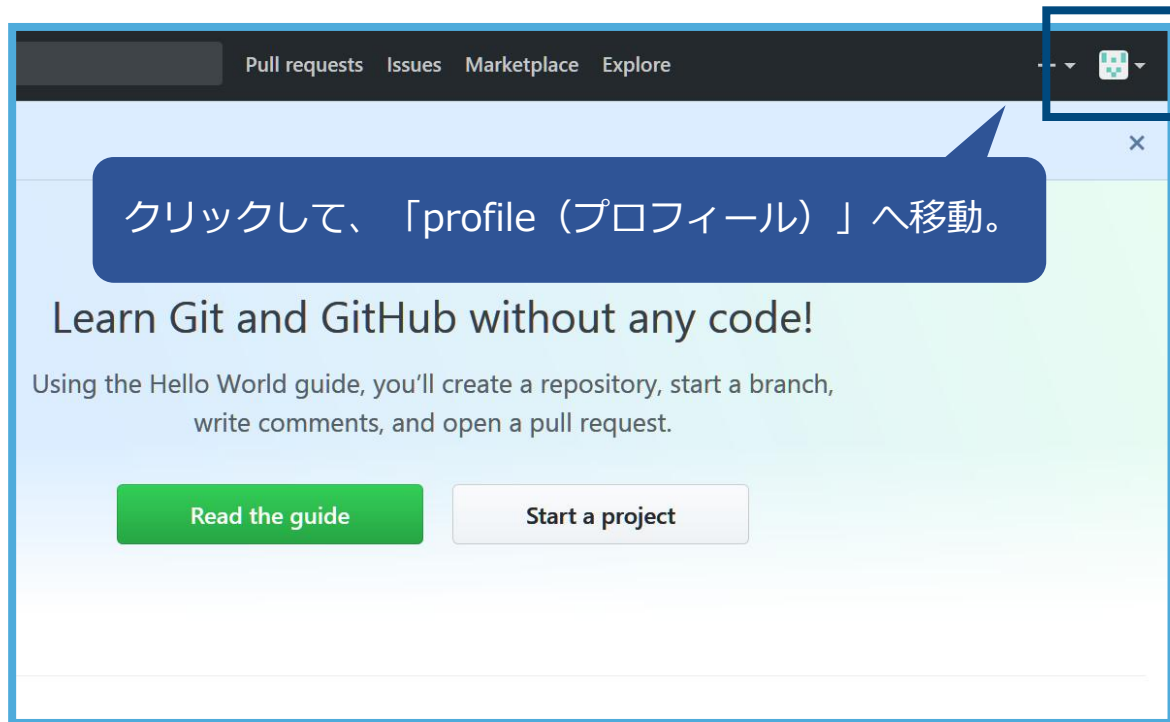 Pull requests Issues Marketplace Explore
クリックして、「profile（プロフィール）」へ移動。
Learn Git and GitHub without any code!
Using the Hello World guide, you’ll create a repository, start a branch,
write comments, and open a pull request.
Read the guide Start a project